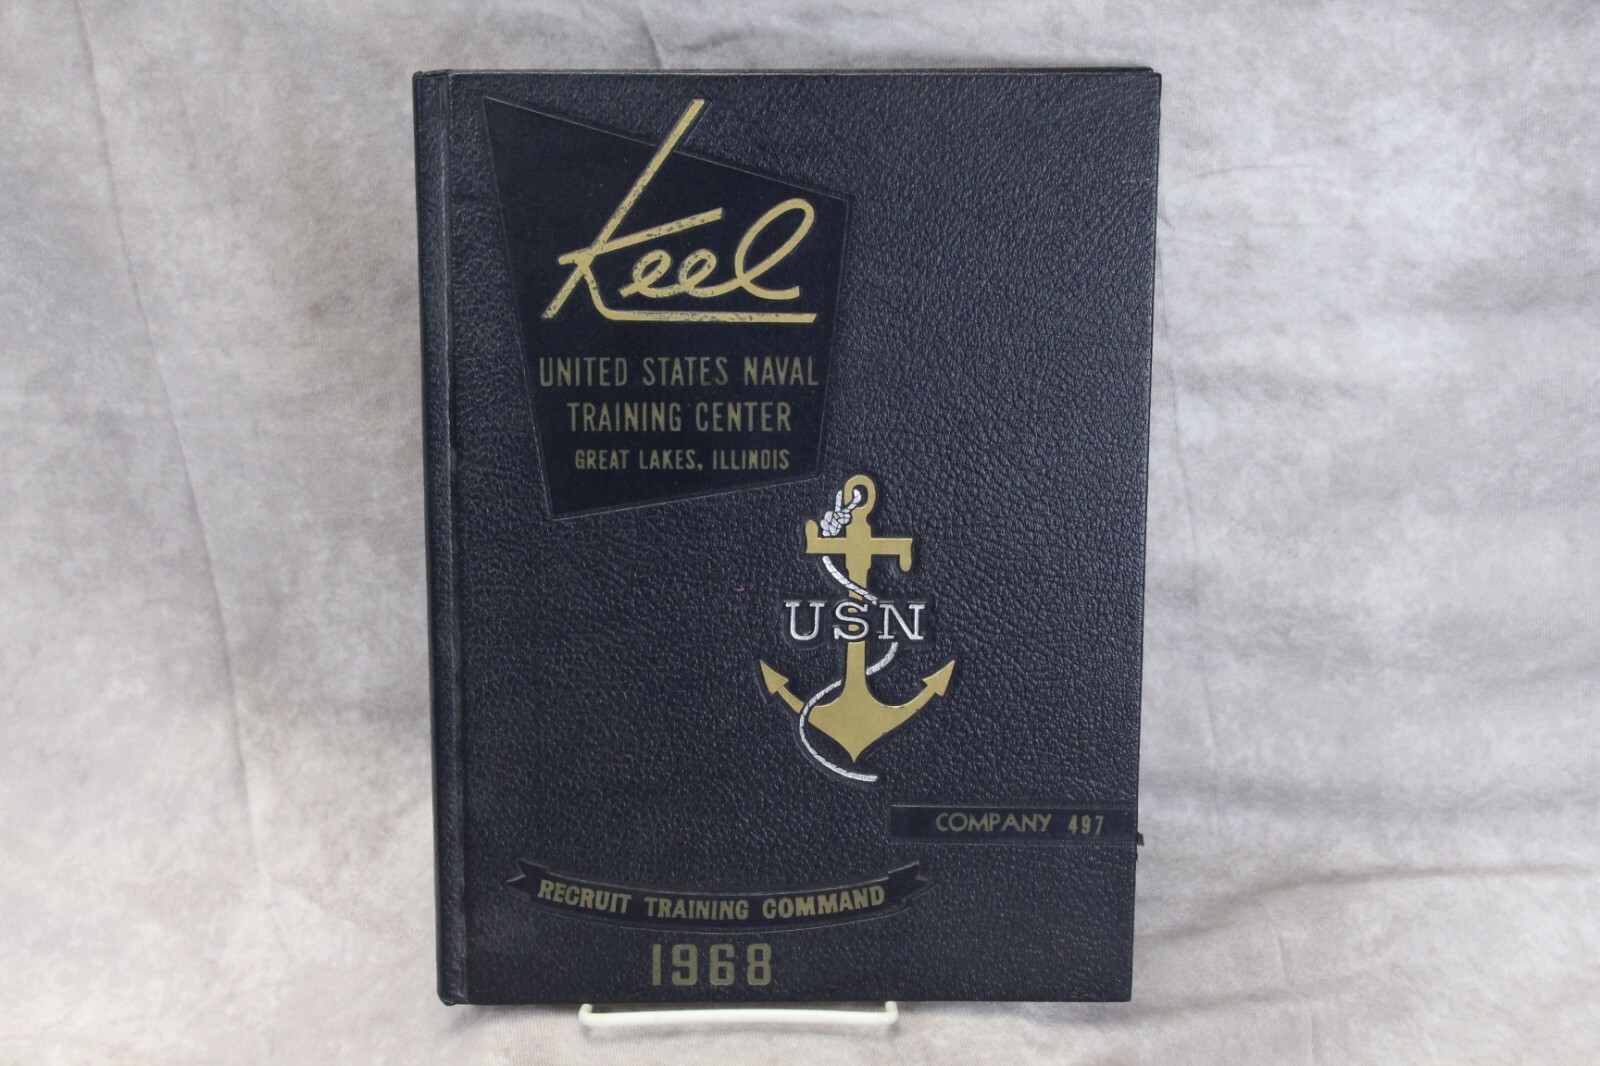 Keel
UNITED STATES NAVAL
TRAINING CENTER
GREAT LAKES, ILLINOIS
USN
COMPANY 497
RECRUIT TRAINING COMMAND
1968